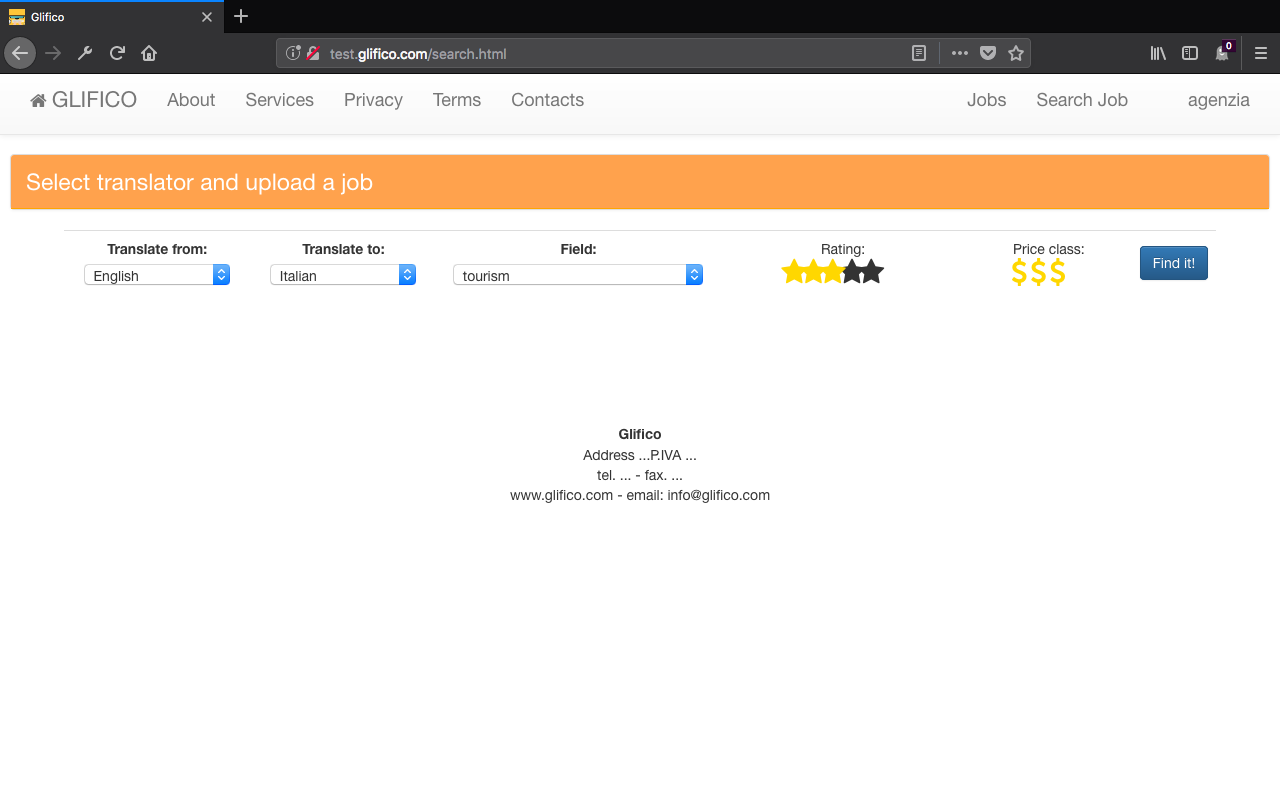 Glifico
test.glifico.com/search.html
0
GLIFICO About Services Privacy Terms Contacts Jobs Search Job agenzia
Select translator and upload a job
Translate from: Translate to: Field: Rating: Price class:
English Italian tourism $$$ Find it!
Glifico
Address ...P.IVA ...
tel. ... - fax. ...
www.glifico.com - email: info@glifico.com